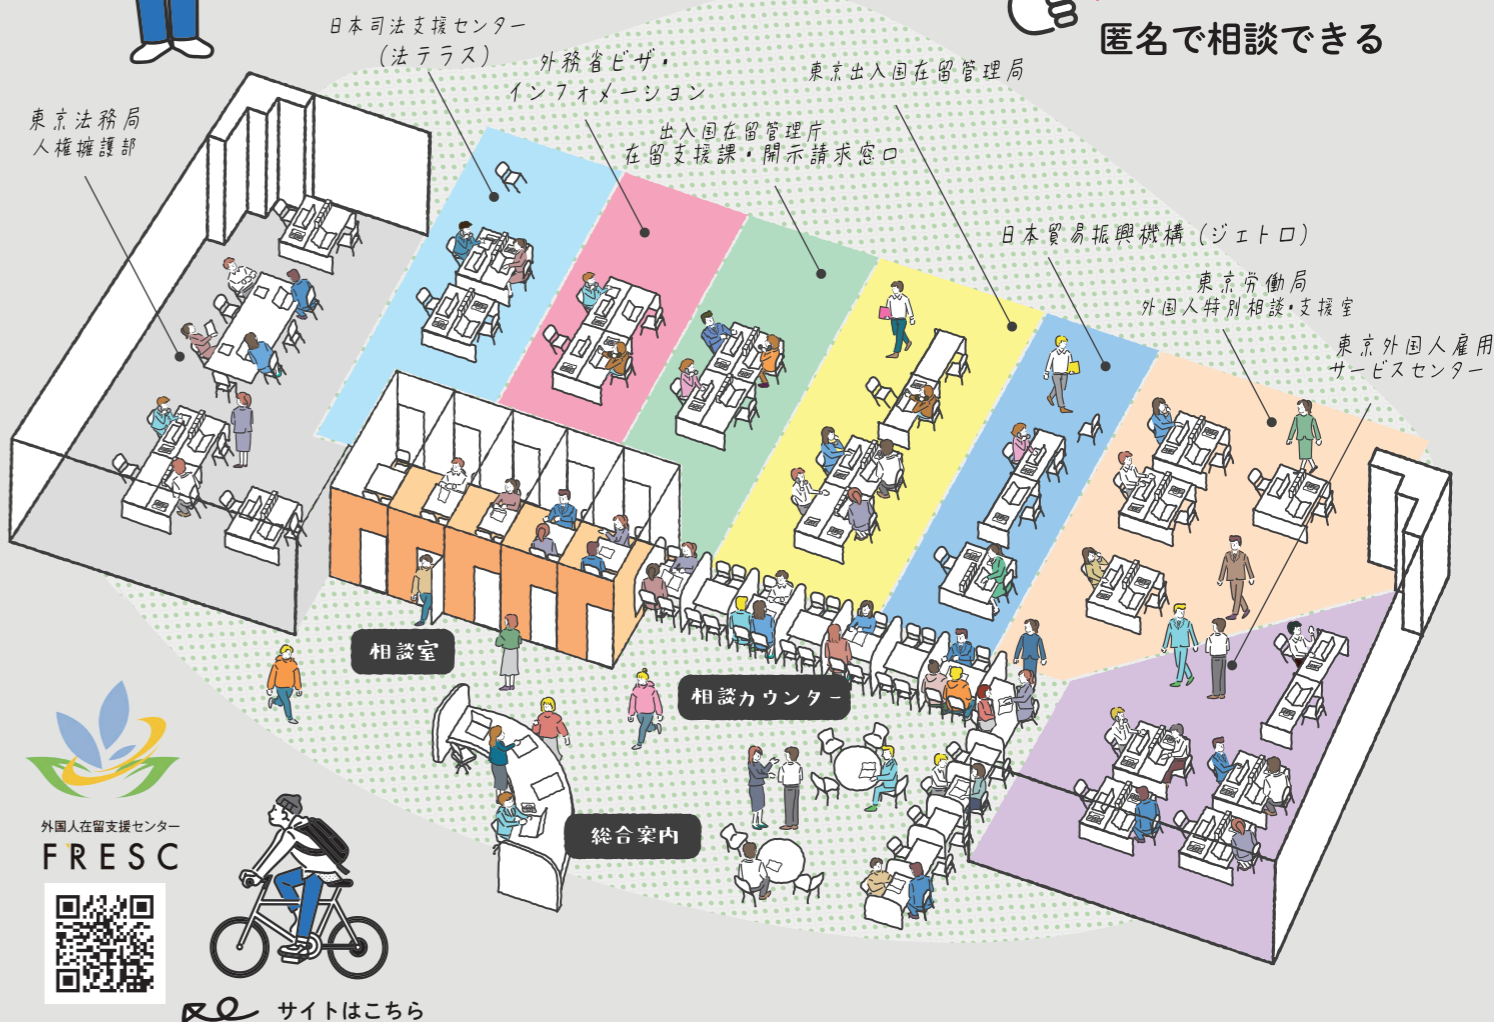 匿名で相談できる
日本司法支援センター
(法テラス)
外務省ビザ・
インフォメーション
東京出入国在留管理局
東京法務局
人権擁護部
出入国在留管理庁
在留支援課・開示請求窓口
日本貿易振興機構 (ジェトロ)
東京労働局
外国人特別相談・支援室
東京外国人雇用
サービスセンター
相談室
相談カウンター
総合案内
外国人在留支援センター
FRESC
サイトはこちら